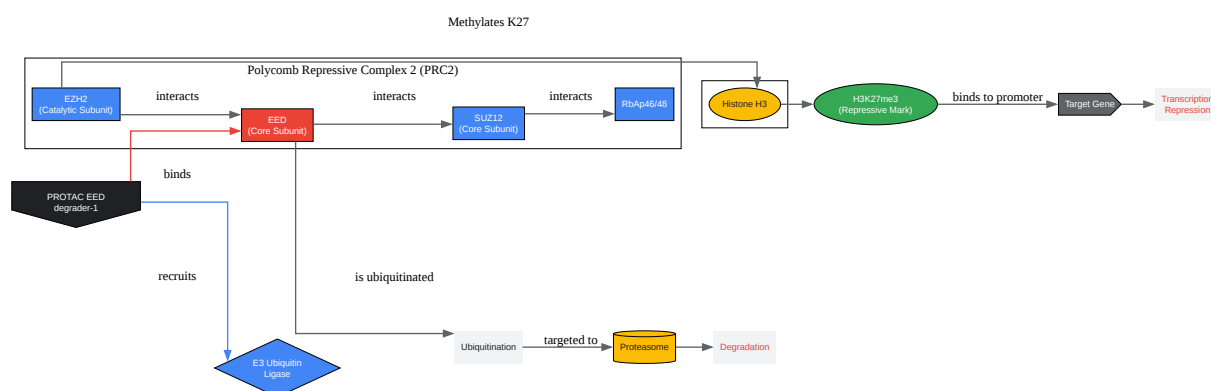 Methylates K27
Polycomb Repressive Complex 2 (PRC2)
EZH2
(Catalytic Subunit)
interacts
EED
(Core Subunit)
interacts
SUZ12
(Core Subunit)
interacts
RbAp46/48
Histone H3
H3K27me3
(Repressive Mark)
binds to promoter
Target Gene
Transcription
Repression
PROTAC EED
degrader-1
binds
recruits
is ubiquitinated
E3 Ubiquitin
Ligase
Ubiquitination
targeted to
Proteasome
Degradation